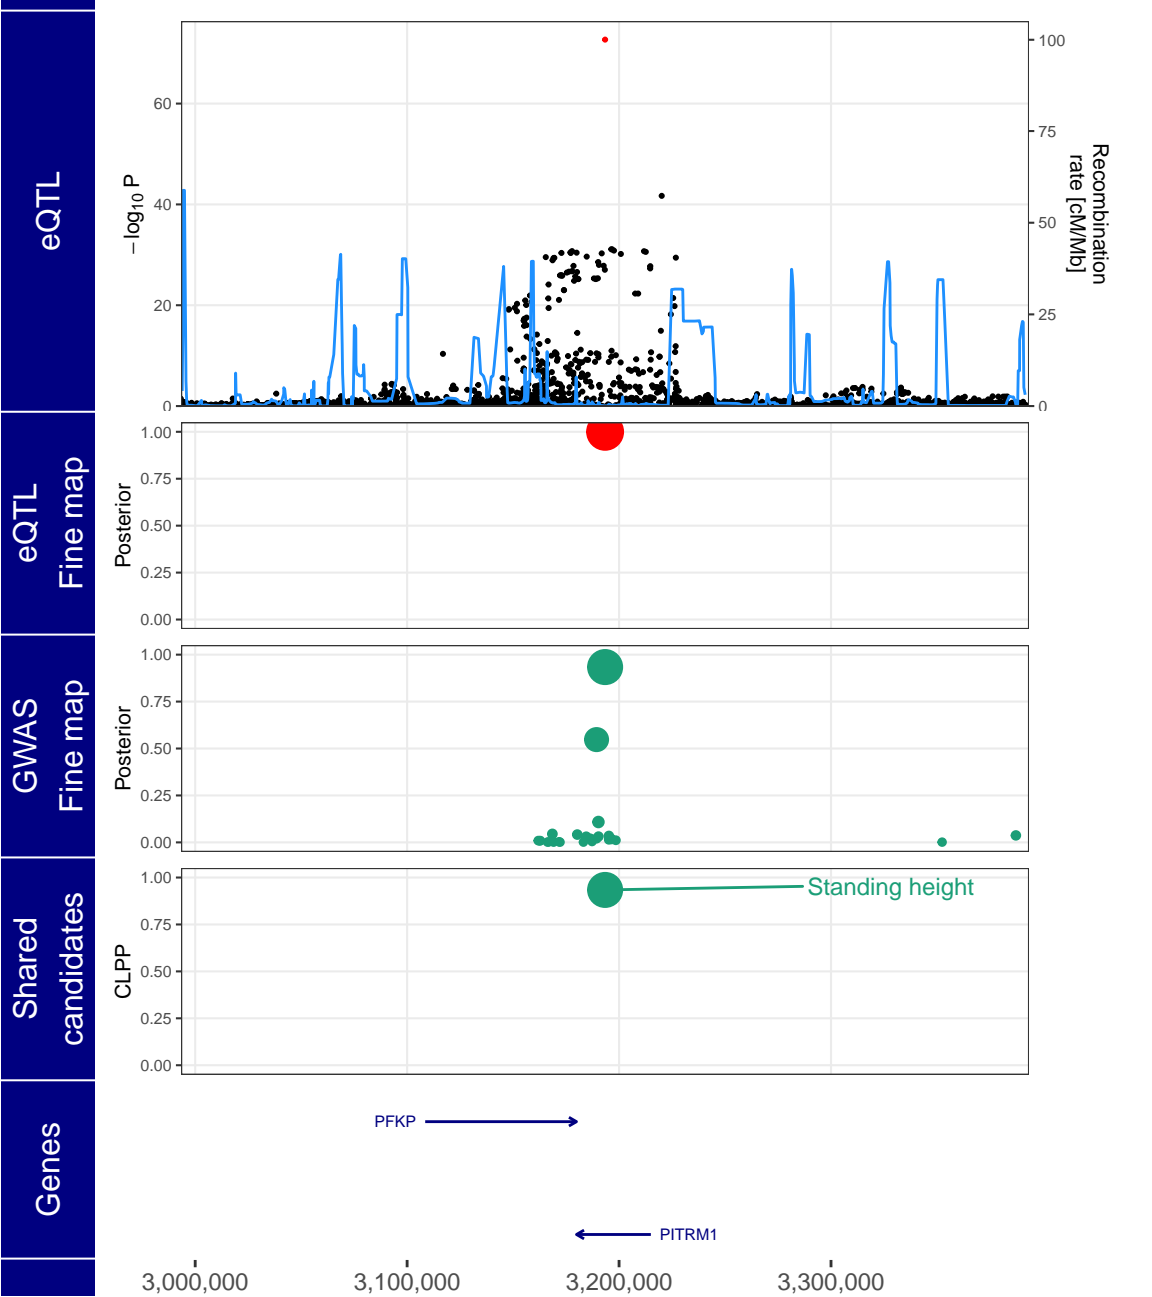 eQTL
−log10 P
60
40
20
0
100
75
50
25
0
Recombination
rate [cM/Mb]
eQTL
Fine map
Posterior
1.00
0.75
0.50
0.25
0.00
GWAS
Fine map
Posterior
1.00
0.75
0.50
0.25
0.00
Shared
candidates
CLPP
1.00
0.75
0.50
0.25
0.00
Standing height
Genes
PFKP
PITRM1
3,000,000
3,100,000
3,200,000
3,300,000